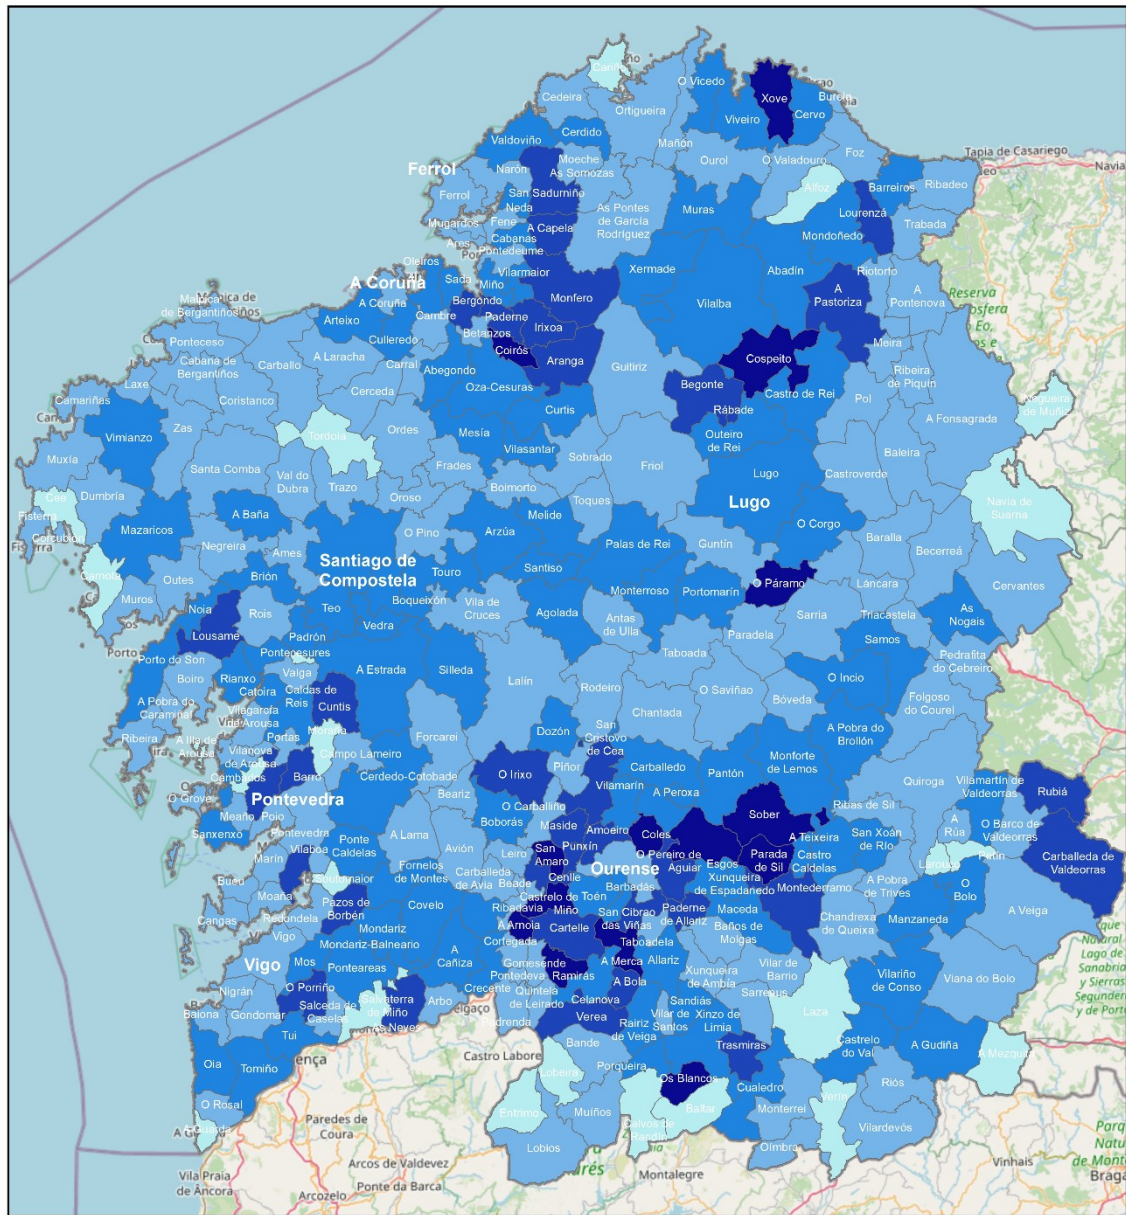 Cariño
O Vicedo
Xove
Burela
Cedeira
Ortigueira
Viveiro
Cervo
Valdoviño
Cerdido
Mañón
Foz
Tapia de Casariego
Navia
Ferrol
Narón
Moeche
As Somozas
Ourol
O Valadouro
Alfoz
Barreiros
Ribadeo
Ferrol
San Sadurniño
Neda
As Pontes
de García
Rodríguez
Muras
Lourenzá
Trabada
Mugardos
Fene
A Capela
Mondoñedo
Ares
Cabanas
Pontedeume
Oleiros
Sada
Miño
Vilarmaior
Xermade
Abadín
Riotorto
A Coruña
A Coruña
Bergondo
Monfero
Vilalba
A
Pastoriza
A
Pontenova
Malpica
de Bergantiños
Arteixo
Cambre
Paderne
Ponteceso
Culleredo
Betanzos
Irixoa
Coirós
Meira
Cabana de
Bergantiños
Carballo
A Laracha
Carral
Abegondo
Aranga
Guitiriz
Cospeito
Ribeira
de Piquín
Laxe
Camariñas
Coristanco
Cerceda
Oza-Cesuras
Begonte
Castro de Rei
Pol
Negueira
de Muñiz
Vimianzo
Zas
Curtis
Rábade
A Fonsagrada
Tordoia
Ordes
Mesía
Vilasantar
Outeiro
de Rei
Baleira
Muxía
Santa Comba
Val do
Dubra
Trazo
Frades
Sobrado
Friol
Lugo
Castroverde
Cee
Dumbría
Oroso
Boimorto
Toques
Lugo
Navia de
Suarna
Fisterra
Corcubión
Mazaricos
A Baña
O Pino
Arzúa
Melide
O Corgo
Baralla
Negreira
Ames
Santiago de
Compostela
Palas de Rei
Guntín
Becerreá
Carnota
Outes
Brión
Touro
Santiso
O Páramo
Láncara
Cervantes
Muros
Noia
Rois
Teo
Vedra
Boqueixón
Vila de
Cruces
Agolada
Monterroso
Portomarín
Sarria
Triacastela
As
Nogais
Lousame
Padrón
Antas
de Ulla
Paradela
Samos
Porto do Son
Pontecesures
A Estrada
Silleda
Taboada
Pedrafita
do Cebreiro
Boiro
Rianxo
Valga
Catoira
Caldas de
Reis
Lalín
Rodeiro
O Saviñao
Bóveda
O Incio
A Pobra do
Caramiñal
Cuntis
Folgoso
do Courel
Vilagarcía
de Arousa
Chantada
Ribeira
A Illa de
Arousa
Portas
Moraña
Forcarei
Dozón
San
Cristovo
de Cea
A Pobra do
Brollón
Vilanova
de Arousa
Campo Lameiro
Cambados
Barro
Cerdedo-Cotobade
O Irixo
Piñor
Carballedo
Pantón
Monforte
de Lemos
Quiroga
Vilamartín de
Valdeorras
O Grove
Pontevedra
Beariz
Vilamarín
A Peroxa
Ribas de Sil
Rubiá
Meaño
Poio
O Carballiño
Boborás
Sober
Sanxenxo
Pontevedra
Ponte
Caldelas
A Lama
Maside
Amoeiro
Coles
A Teixeira
San Xoán
de Río
A
Rúa
O Barco de
Valdeorras
Marín
Vilaboa
Avión
Leiro
San
Amaro
Punxín
O Pereiro de
Aguiar
Parada
de Sil
Castro
Caldelas
Larouco
Petín
Carballeda de
Valdeorras
Bueu
Soutomaior
Fornelos
de Montes
Carballeda
de Avia
Beade
Cenlle
Ourense
Barbadás
Esgos
Xunqueira
de Espadanedo
Montederramo
A Pobra
de Trives
O
Bolo
Moaña
Pazos de
Borbén
Covelo
Ribadavia
Castrelo de
Miño
Toén
Cangas
Redondela
Mondariz
A Arnoia
San Cibrao
das Viñas
Paderne
de Allariz
Maceda
Chandrexa
de Queixa
Manzaneda
A Veiga
Vigo
Mondariz-Balneario
Cartelle
Baños de
Molgas
Vigo
Mos
Ponteareas
A
Cañiza
Cortegada
Taboadela
Gomesende
A Merca
Allariz
Vilar de
Barrio
Nigrán
O Porriño
Pontedeva
Ramirás
Xunqueira
de Ambía
Vilariño
de Conso
Viana do Bolo
Baiona
Gondomar
Salceda de
Caselas
Salvaterra
de Miño
Arbo
Crecente
Quintela
de Leirado
A Bola
Sarreaus
As Neves
Celanova
Sandiás
Laza
Padrenda
Verea
Rairiz
de Veiga
Vilar de
Santos
Xinzo de
Limia
Tui
Castro Labore
Bande
Trasmiras
Castrelo
do Val
A Gudiña
A Mezquita
Oia
Tomiño
Lobeira
Porqueira
Os Blancos
Cualedro
Riós
O Rosal
Entrimo
Muíños
Calvos de
Randín
Baltar
Monterrei
Verín
Vilardevós
A Guarda
Paredes de
Coura
Lobios
Oímbra
Vinhais
Vila Praia
de Âncora
Arcos de Valdevez
Ponte da Barca
Montalegre
Arcozelo